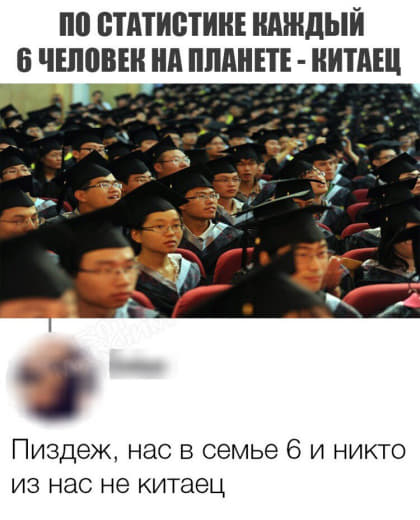 ПО СТАТИСТИКЕ КАЖДЫЙ
6 ЧЕЛОВЕК НА ПЛАНЕТЕ - КИТАЕЦ
Пиздеж, нас в семье 6 и никто
из нас не китаец